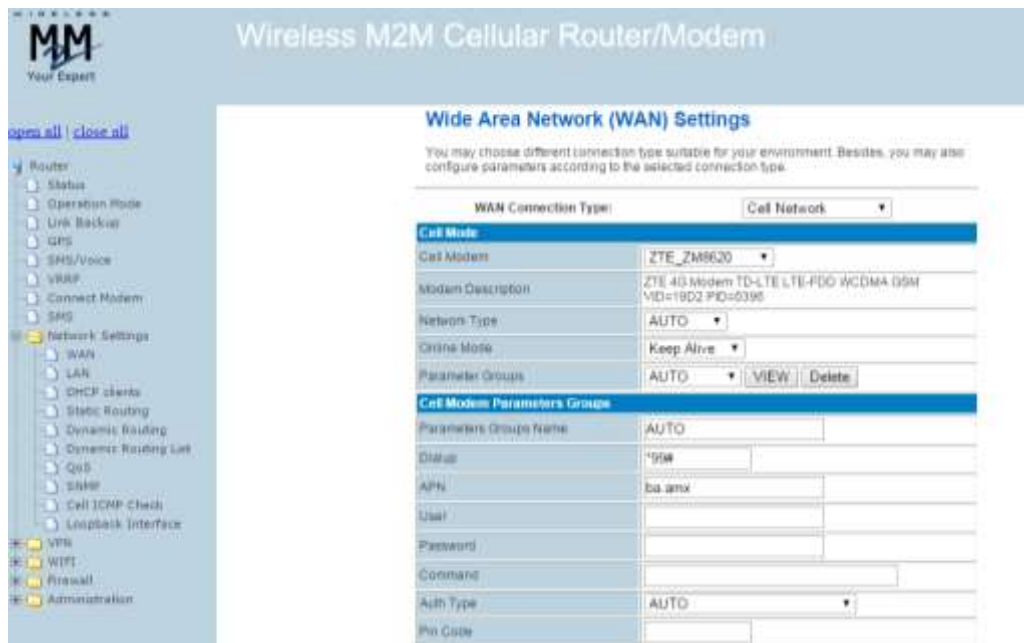 WIRELESS
M2M
Your Expert
Wireless M2M Cellular Router/Modem
open all | close all
Router
Status
Operation Mode
Link Backup
GPS
SMS/Voice
VRRP
Connect Modem
SMS
Network Settings
WAN
LAN
DHCP clients
Static Routing
Dynamic Routing
Dynamic Routing List
QoS
SNMP
Cell ICMP Check
Loopback Interface
VPN
WIFI
Firewall
Administration
Wide Area Network (WAN) Settings
You may choose different connection type suitable for your environment. Besides, you may also
configure parameters according to the selected connection type.
WAN Connection Type: Cell Network
Cell Mode
Cell Modem ZTE_ZM8620
Modem Description ZTE 4G Modem TD-LTE LTE-FDD WCDMA GSM
VID=19D2 PID=0396
Network Type AUTO
Online Mode Keep Alive
Parameter Groups AUTO VIEW Delete
Cell Modem Parameters Groups
Parameters Groups Name AUTO
Dialup *99#
APN ba.amx
User
Password
Command
Auth Type AUTO
Pin Code